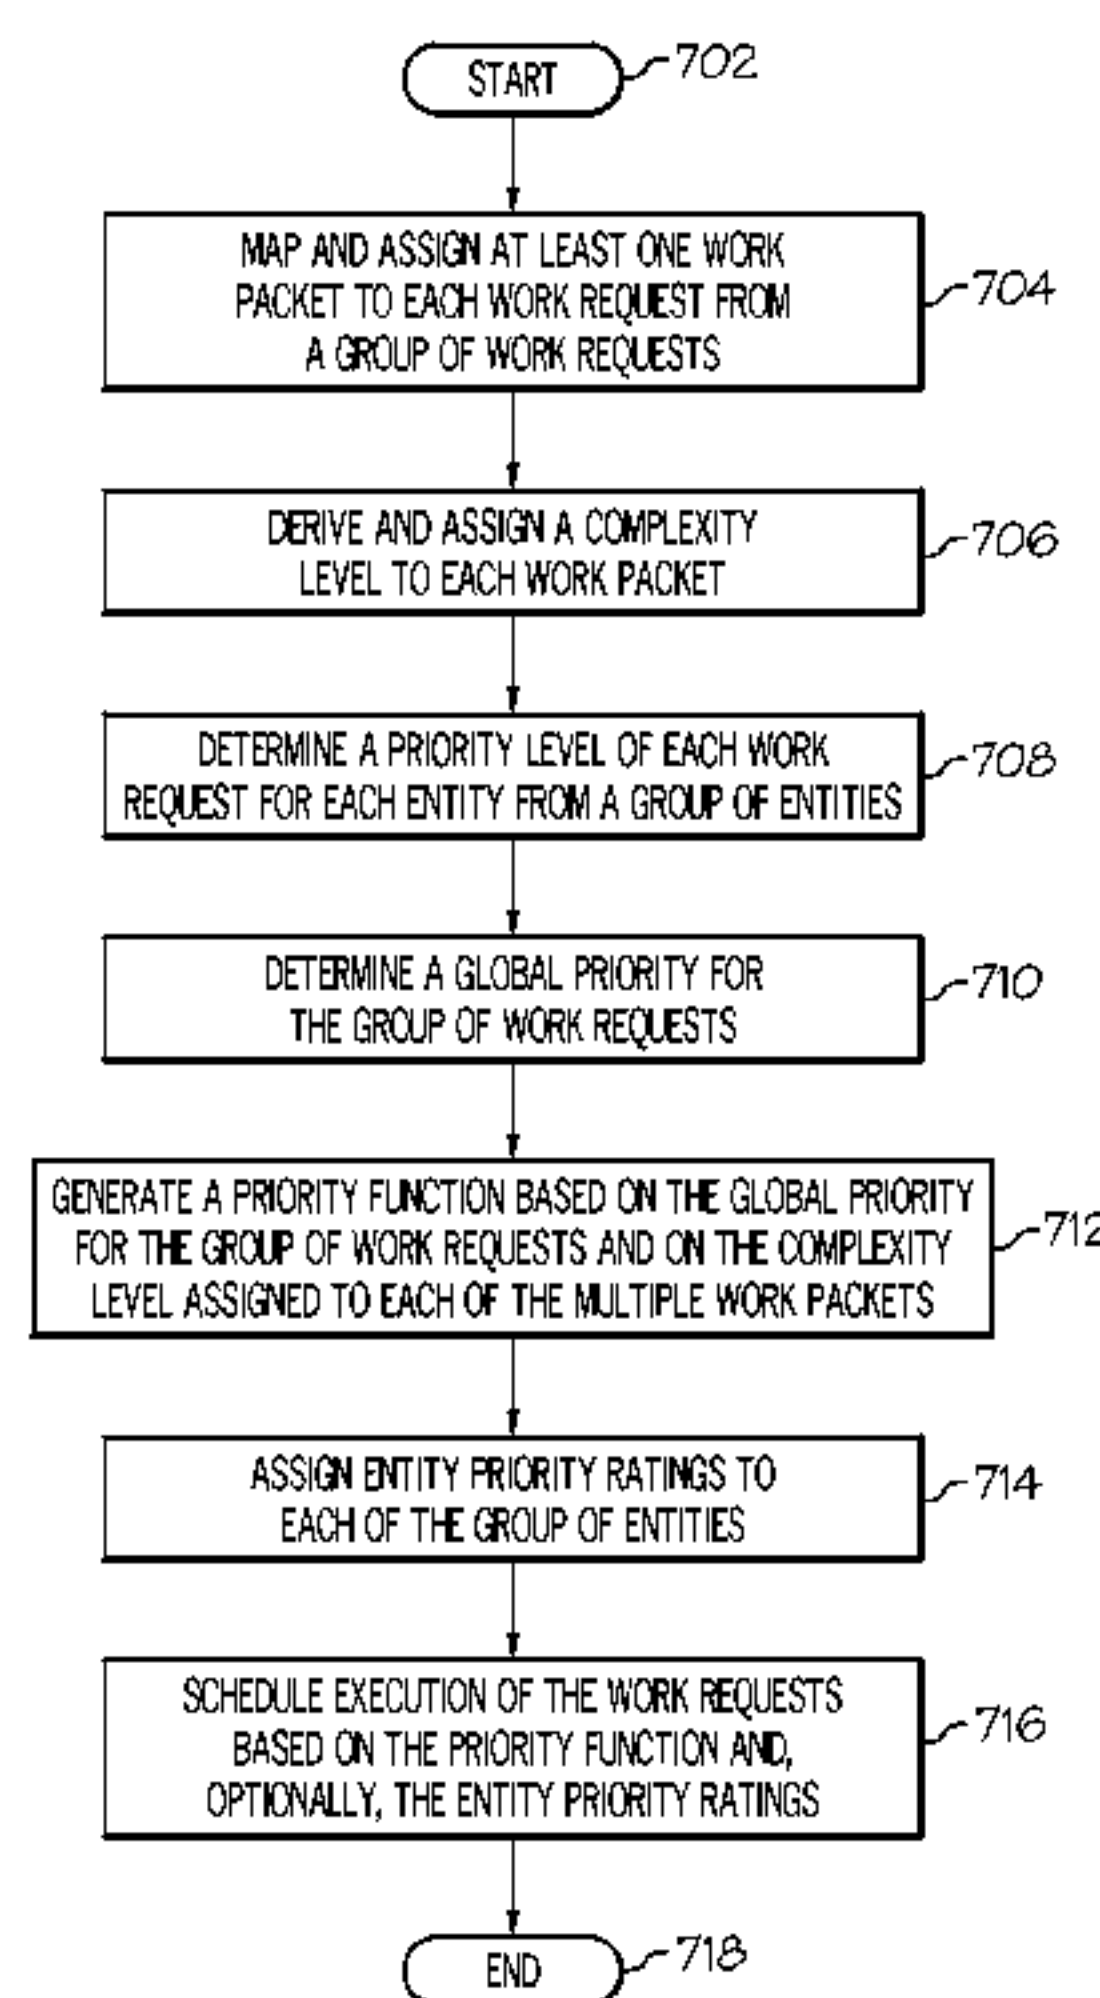 START
702
MAP AND ASSIGN AT LEAST ONE WORK
PACKET TO EACH WORK REQUEST FROM
A GROUP OF WORK REQUESTS
704
DERIVE AND ASSIGN A COMPLEXITY
LEVEL TO EACH WORK PACKET
706
DETERMINE A PRIORITY LEVEL OF EACH WORK
REQUEST FOR EACH ENTITY FROM A GROUP OF ENTITIES
708
DETERMINE A GLOBAL PRIORITY FOR
THE GROUP OF WORK REQUESTS
710
GENERATE A PRIORITY FUNCTION BASED ON THE GLOBAL PRIORITY
FOR THE GROUP OF WORK REQUESTS AND ON THE COMPLEXITY
LEVEL ASSIGNED TO EACH OF THE MULTIPLE WORK PACKETS
712
ASSIGN ENTITY PRIORITY RATINGS TO
EACH OF THE GROUP OF ENTITIES
714
SCHEDULE EXECUTION OF THE WORK REQUESTS
BASED ON THE PRIORITY FUNCTION AND,
OPTIONALLY, THE ENTITY PRIORITY RATINGS
716
END
718